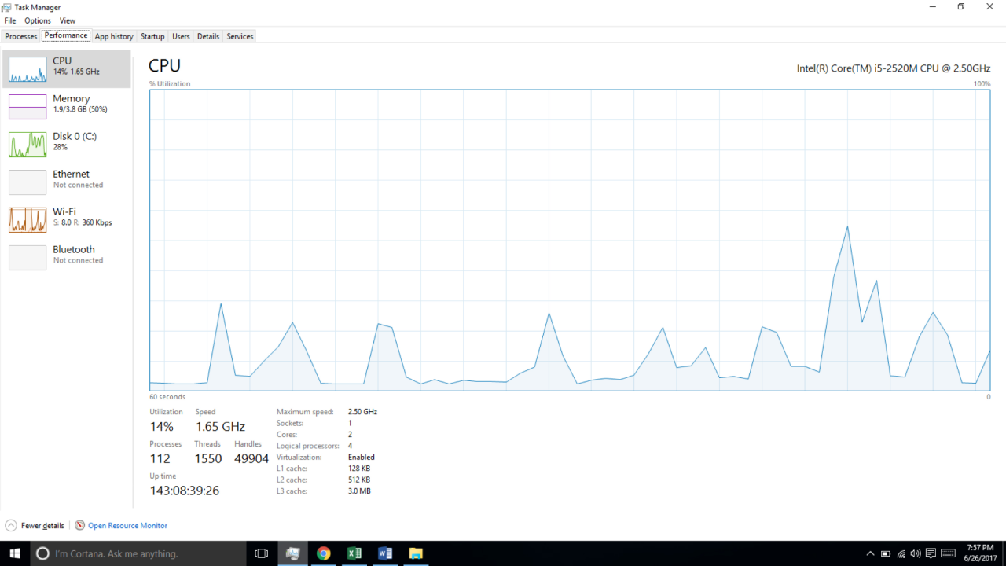 Task Manager
File Options View
Processes Performance App history Startup Users Details Services
CPU
14% 1.65 GHz
Memory
1.9/3.8 GB (50%)
Disk 0 (C:)
28%
Ethernet
Not connected
Wi-Fi
S: 8.0 R: 360 Kbps
Bluetooth
Not connected
CPU
Intel(R) Core(TM) i5-2520M CPU @ 2.50GHz
% Utilization
100%
60 seconds
0
Utilization Speed
14% 1.65 GHz
Processes Threads Handles
112 1550 49904
Up time
143:08:39:26
Maximum speed: 2.50 GHz
Sockets: 1
Cores: 2
Logical processors: 4
Virtualization: Enabled
L1 cache: 128 KB
L2 cache: 512 KB
L3 cache: 3.0 MB
Fewer details Open Resource Monitor
I'm Cortana. Ask me anything.
7:57 PM
6/26/2017